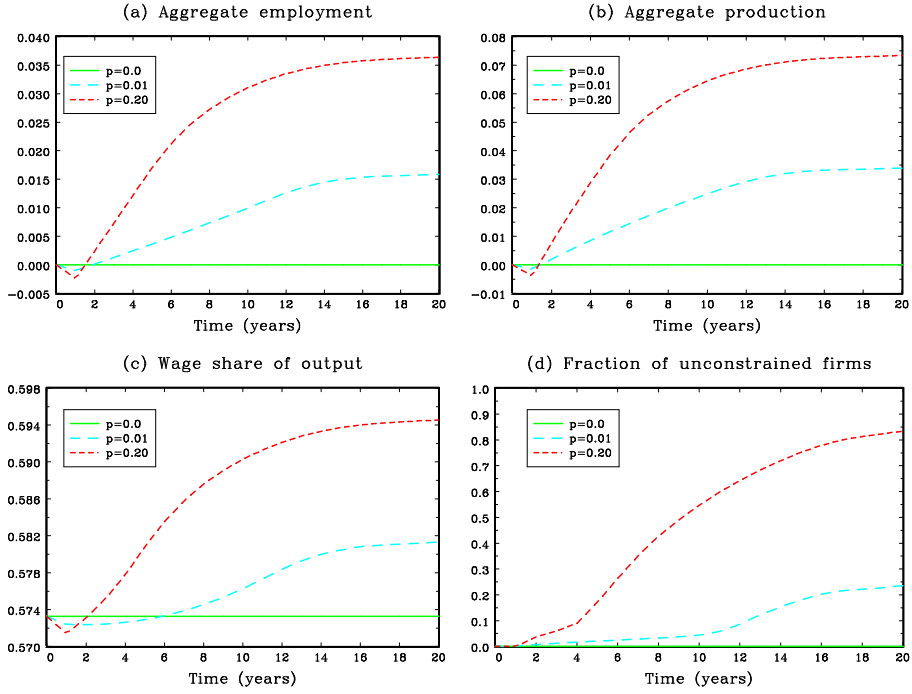 (a) Aggregate employment
0.040
0.035
0.030
0.025
0.020
0.015
0.010
0.005
0.000
−0.005
p=0.0
p=0.01
p=0.20
0 2 4 6 8 10 12 14 16 18 20
Time (years)
(b) Aggregate production
0.08
0.07
0.06
0.05
0.04
0.03
0.02
0.01
0.00
−0.01
p=0.0
p=0.01
p=0.20
0 2 4 6 8 10 12 14 16 18 20
Time (years)
(c) Wage share of output
0.598
0.594
0.590
0.586
0.582
0.578
0.574
0.570
p=0.0
p=0.01
p=0.20
0 2 4 6 8 10 12 14 16 18 20
Time (years)
(d) Fraction of unconstrained firms
1.0
0.9
0.8
0.7
0.6
0.5
0.4
0.3
0.2
0.1
0.0
p=0.0
p=0.01
p=0.20
0 2 4 6 8 10 12 14 16 18 20
Time (years)